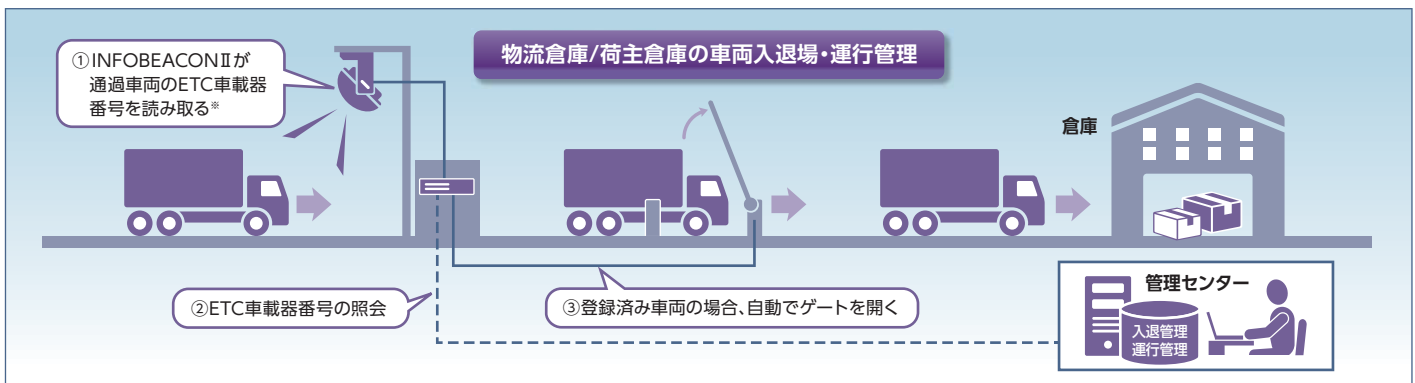 物流倉庫/荷主倉庫の車両入退場・運行管理
①INFOBEACONⅡが
通過車両のETC車載器
番号を読み取る※
倉庫
②ETC車載器番号の照会
③登録済み車両の場合、自動でゲートを開く
管理センター
入退管理
運行管理